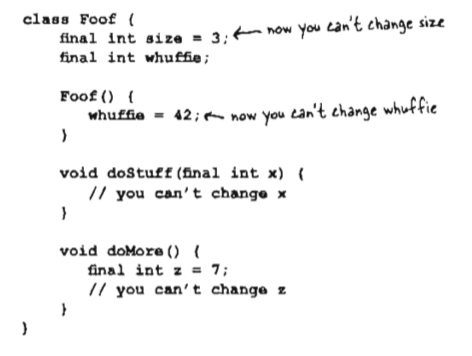 class Foof {
final int size = 3; ← now you can't change size
final int whuffie;
Foof() {
whuffie = 42; ← now you can't change whuffie
}
void doStuff(final int x) {
// you can't change x
}
void doMore() {
final int z = 7;
// you can't change z
}
}